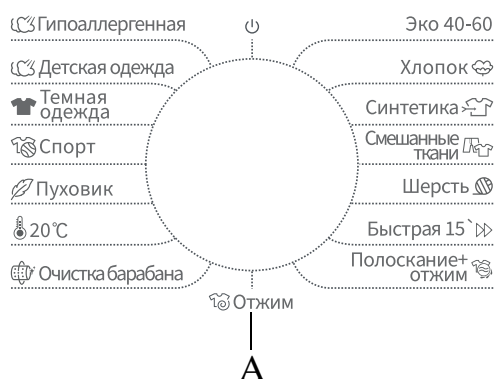 Гипоаллергенная
Детская одежда
Темная
одежда
Спорт
Пуховик
20℃
Очистка барабана
Отжим
Эко 40-60
Хлопок
Синтетика
Смешанные
ткани
Шерсть
Быстрая 15`
Полоскание+
отжим
A